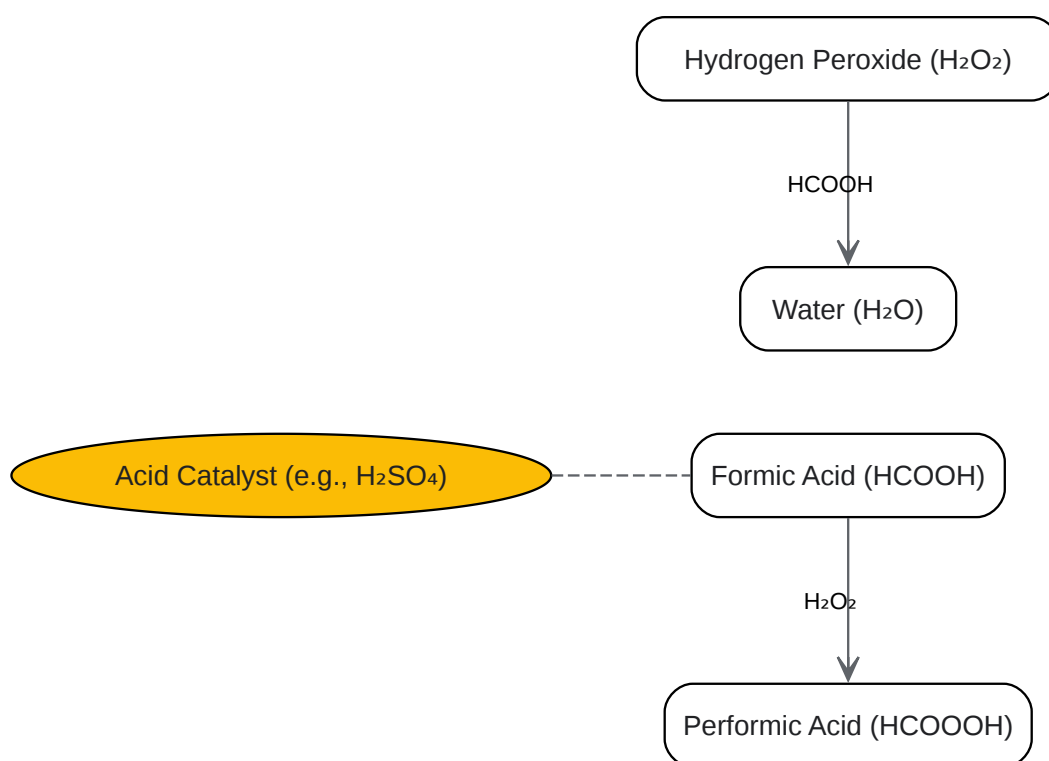 Hydrogen Peroxide (H₂O₂)
HCOOH
Water (H₂O)
Acid Catalyst (e.g., H₂SO₄)
Formic Acid (HCOOH)
H₂O₂
Performic Acid (HCOOOH)